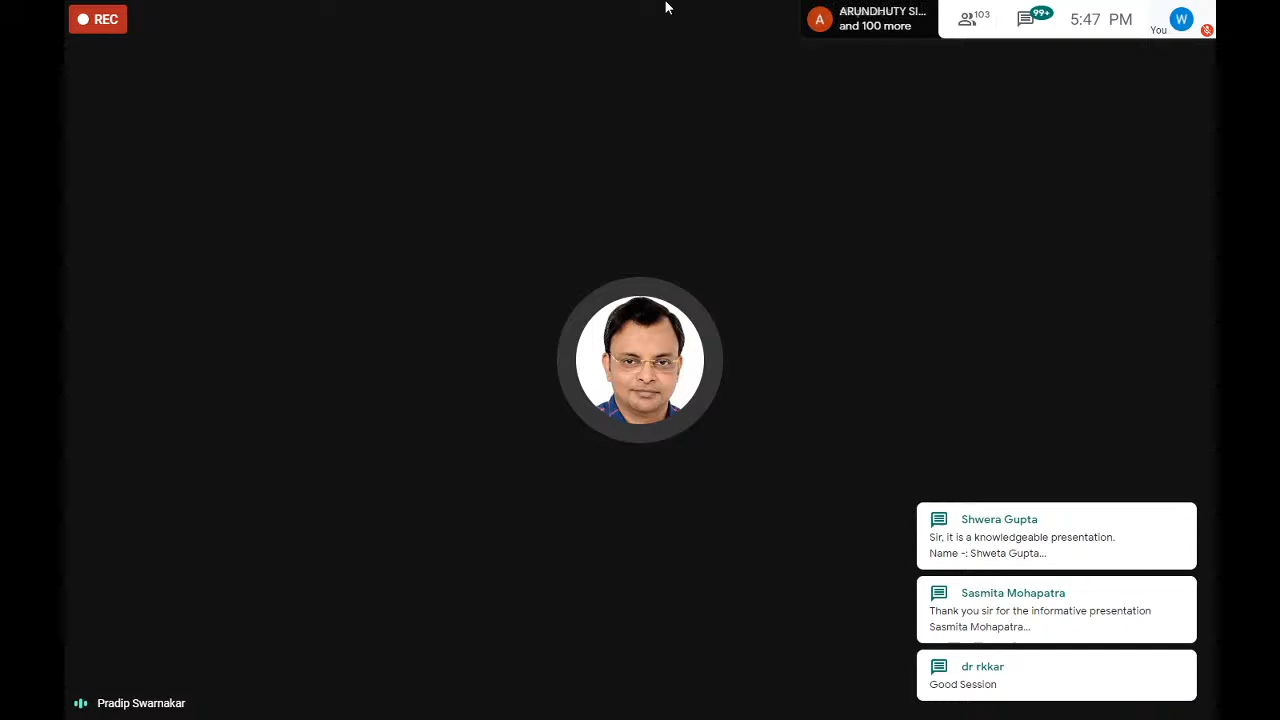 REC
A
ARUNDHUTY SI...
and 100 more
103
99+
5:47 PM
You
W
Shwera Gupta
Sir, it is a knowledgeable presentation.
Name -: Shweta Gupta...
Sasmita Mohapatra
Thank you sir for the informative presentation
Sasmita Mohapatra...
dr rkkar
Good Session
Pradip Swarnakar